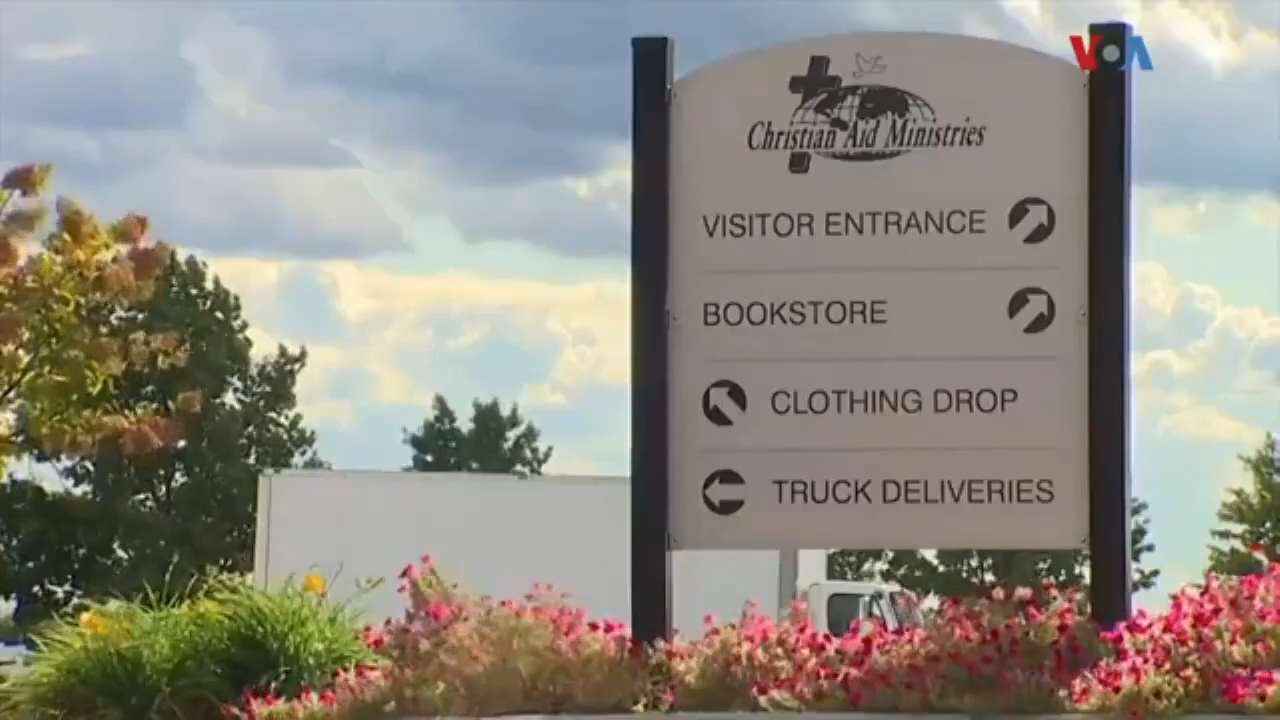 VOA
Christian Aid Ministries
VISITOR ENTRANCE
BOOKSTORE
CLOTHING DROP
TRUCK DELIVERIES